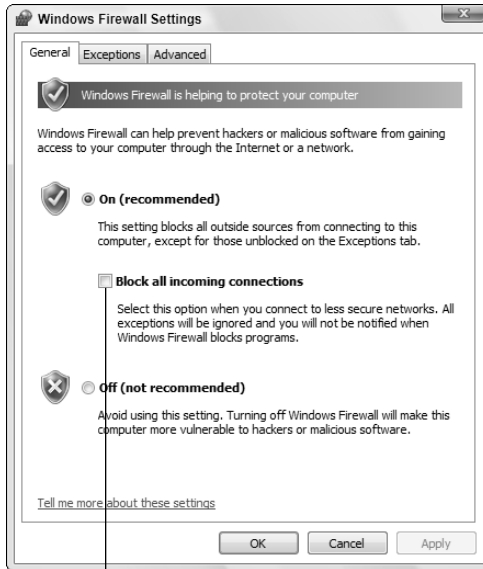 Windows Firewall Settings
General Exceptions Advanced
Windows Firewall is helping to protect your computer
Windows Firewall can help prevent hackers or malicious software from gaining
access to your computer through the Internet or a network.
On (recommended)
This setting blocks all outside sources from connecting to this
computer, except for those unblocked on the Exceptions tab.
Block all incoming connections
Select this option when you connect to less secure networks. All
exceptions will be ignored and you will not be notified when
Windows Firewall blocks programs.
Off (not recommended)
Avoid using this setting. Turning off Windows Firewall will make this
computer more vulnerable to hackers or malicious software.
Tell me more about these settings
OK Cancel Apply